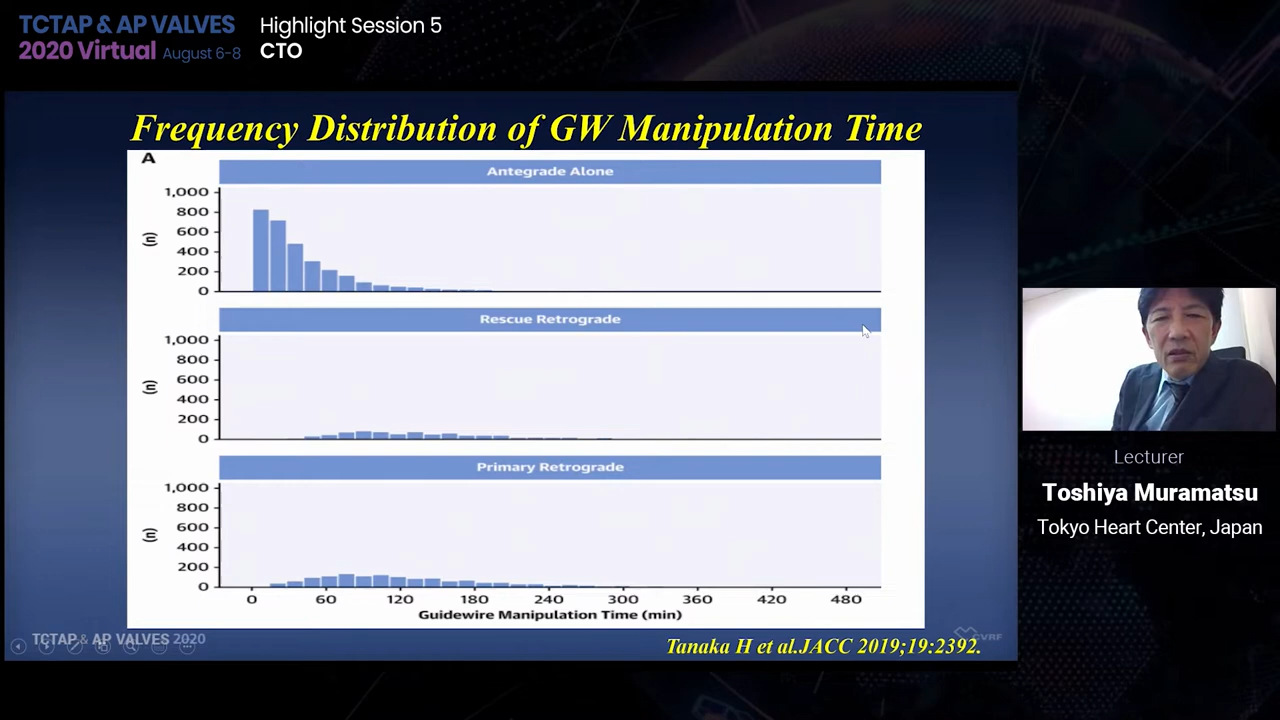 TCTAP & AP VALVES
2020 Virtual August 6-8
Highlight Session 5
CTO
Frequency Distribution of GW Manipulation Time
A
Antegrade Alone
1,000
800
600
400
200
0
(n)
Rescue Retrograde
1,000
800
600
400
200
0
(n)
Primary Retrograde
1,000
800
600
400
200
0
(n)
0 60 120 180 240 300 360 420 480
Guidewire Manipulation Time (min)
TCTAP & AP VALVES 2020
CVRF
Tanaka H et al.JACC 2019;19:2392.
Lecturer
Toshiya Muramatsu
Tokyo Heart Center, Japan